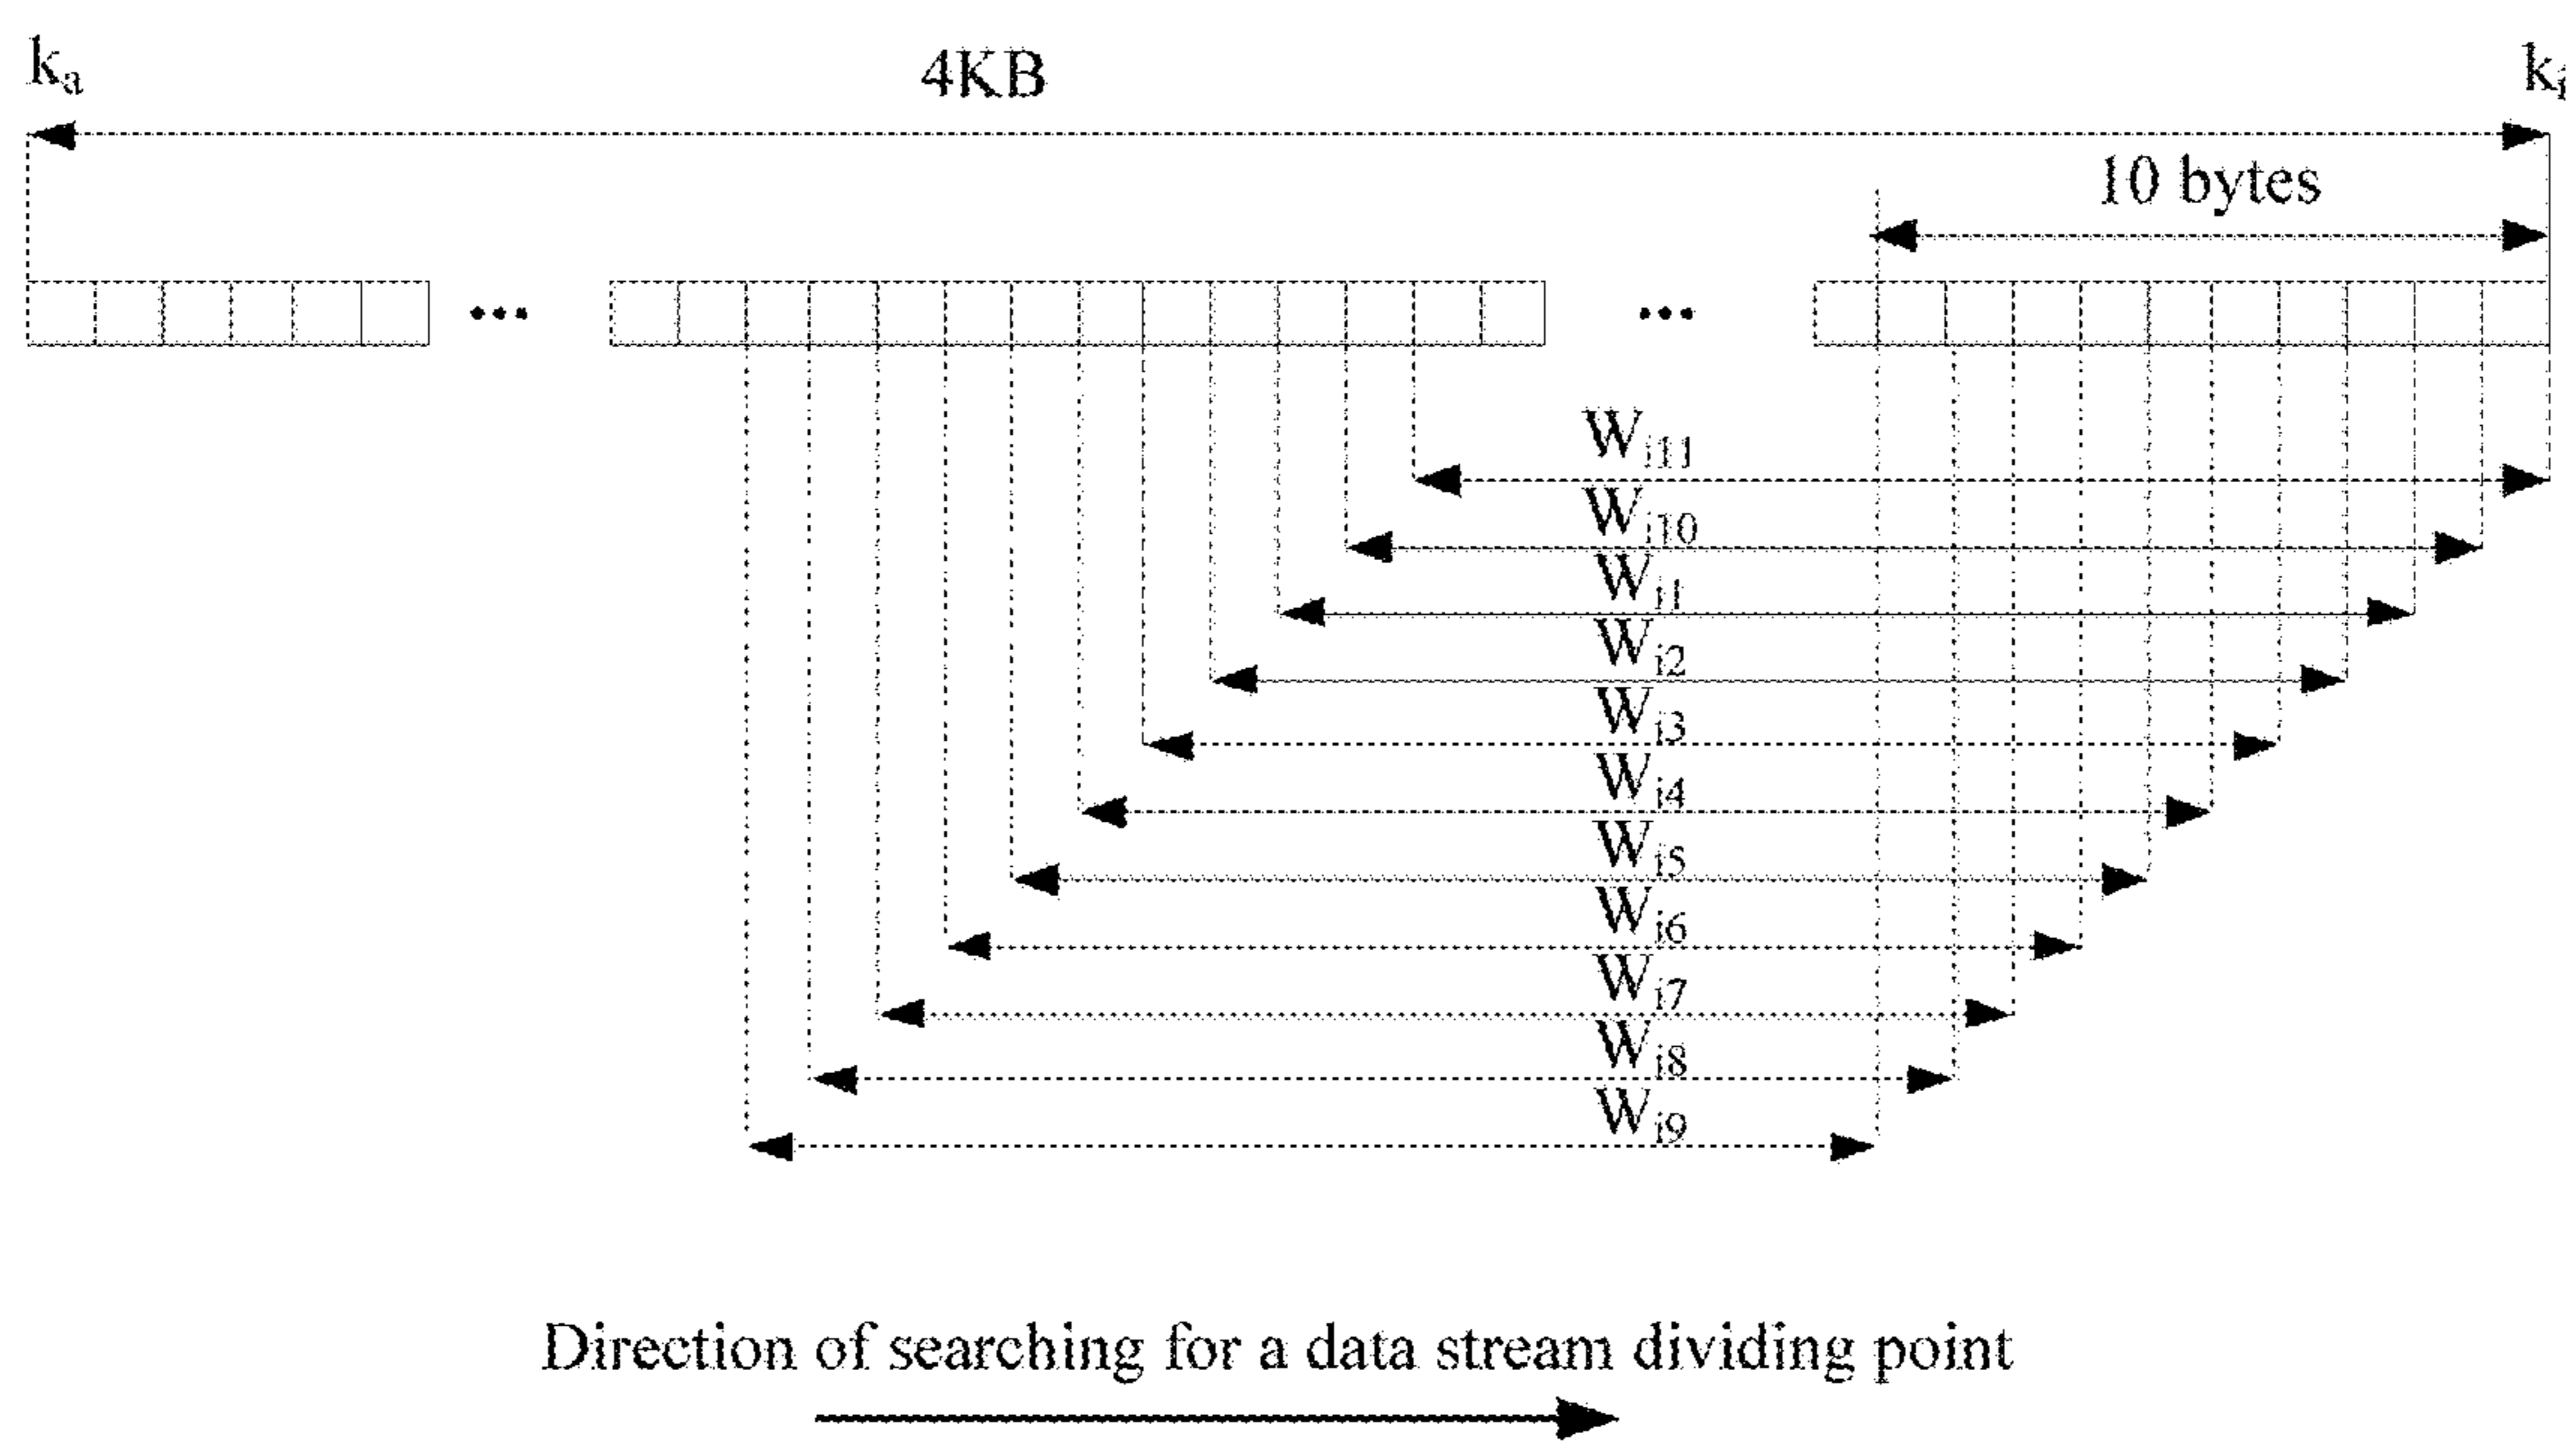 kₐ 4KB kᵢ
10 bytes
...
...
Wi11
Wi10
Wi1
Wi2
Wi3
Wi4
Wi5
Wi6
Wi7
Wi8
Wi9
Direction of searching for a data stream dividing point